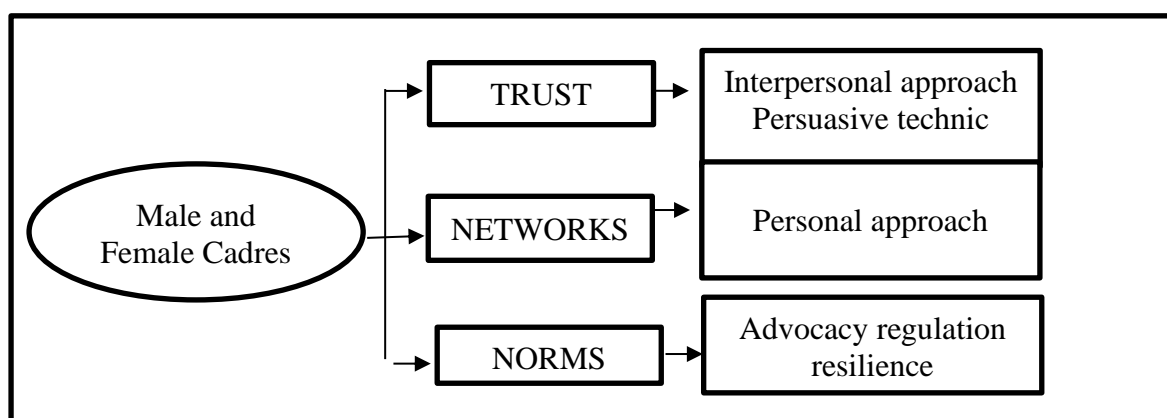 TRUST
Interpersonal approach
Persuasive technic
Male and
Female Cadres
NETWORKS
Personal approach
NORMS
Advocacy regulation
resilience